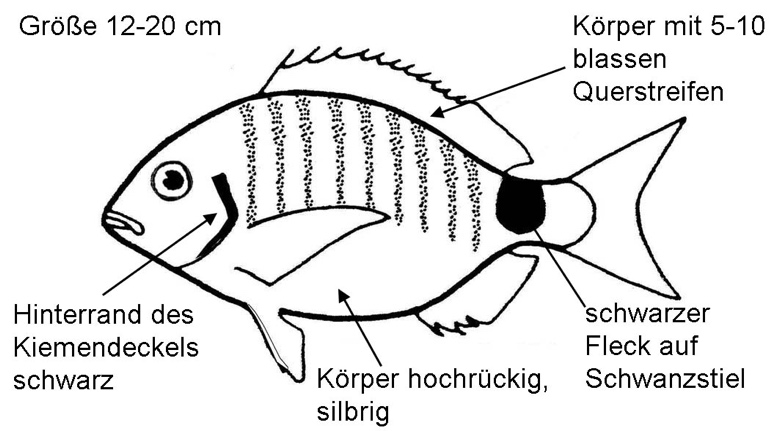 Größe 12-20 cm
Körper mit 5-10
blassen
Querstreifen
Hinterrand des
Kiemendeckels
schwarz
Körper hochrückig,
silbrig
schwarzer
Fleck auf
Schwanzstiel